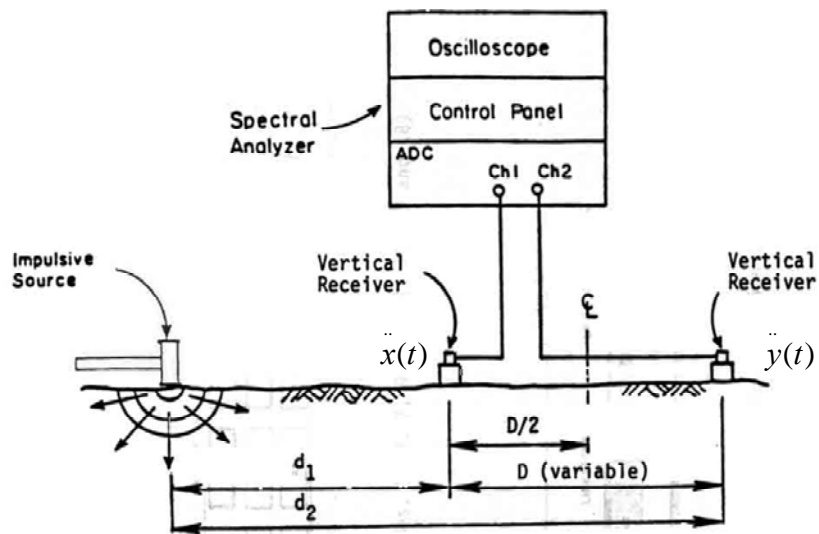 Oscilloscope
Control Panel
Spectral
Analyzer
ADC
Ch1
Ch2
Impulsive
Source
Vertical
Receiver
Vertical
Receiver
℄
ẍ(t)
ÿ(t)
D/2
d₁
D (variable)
d₂